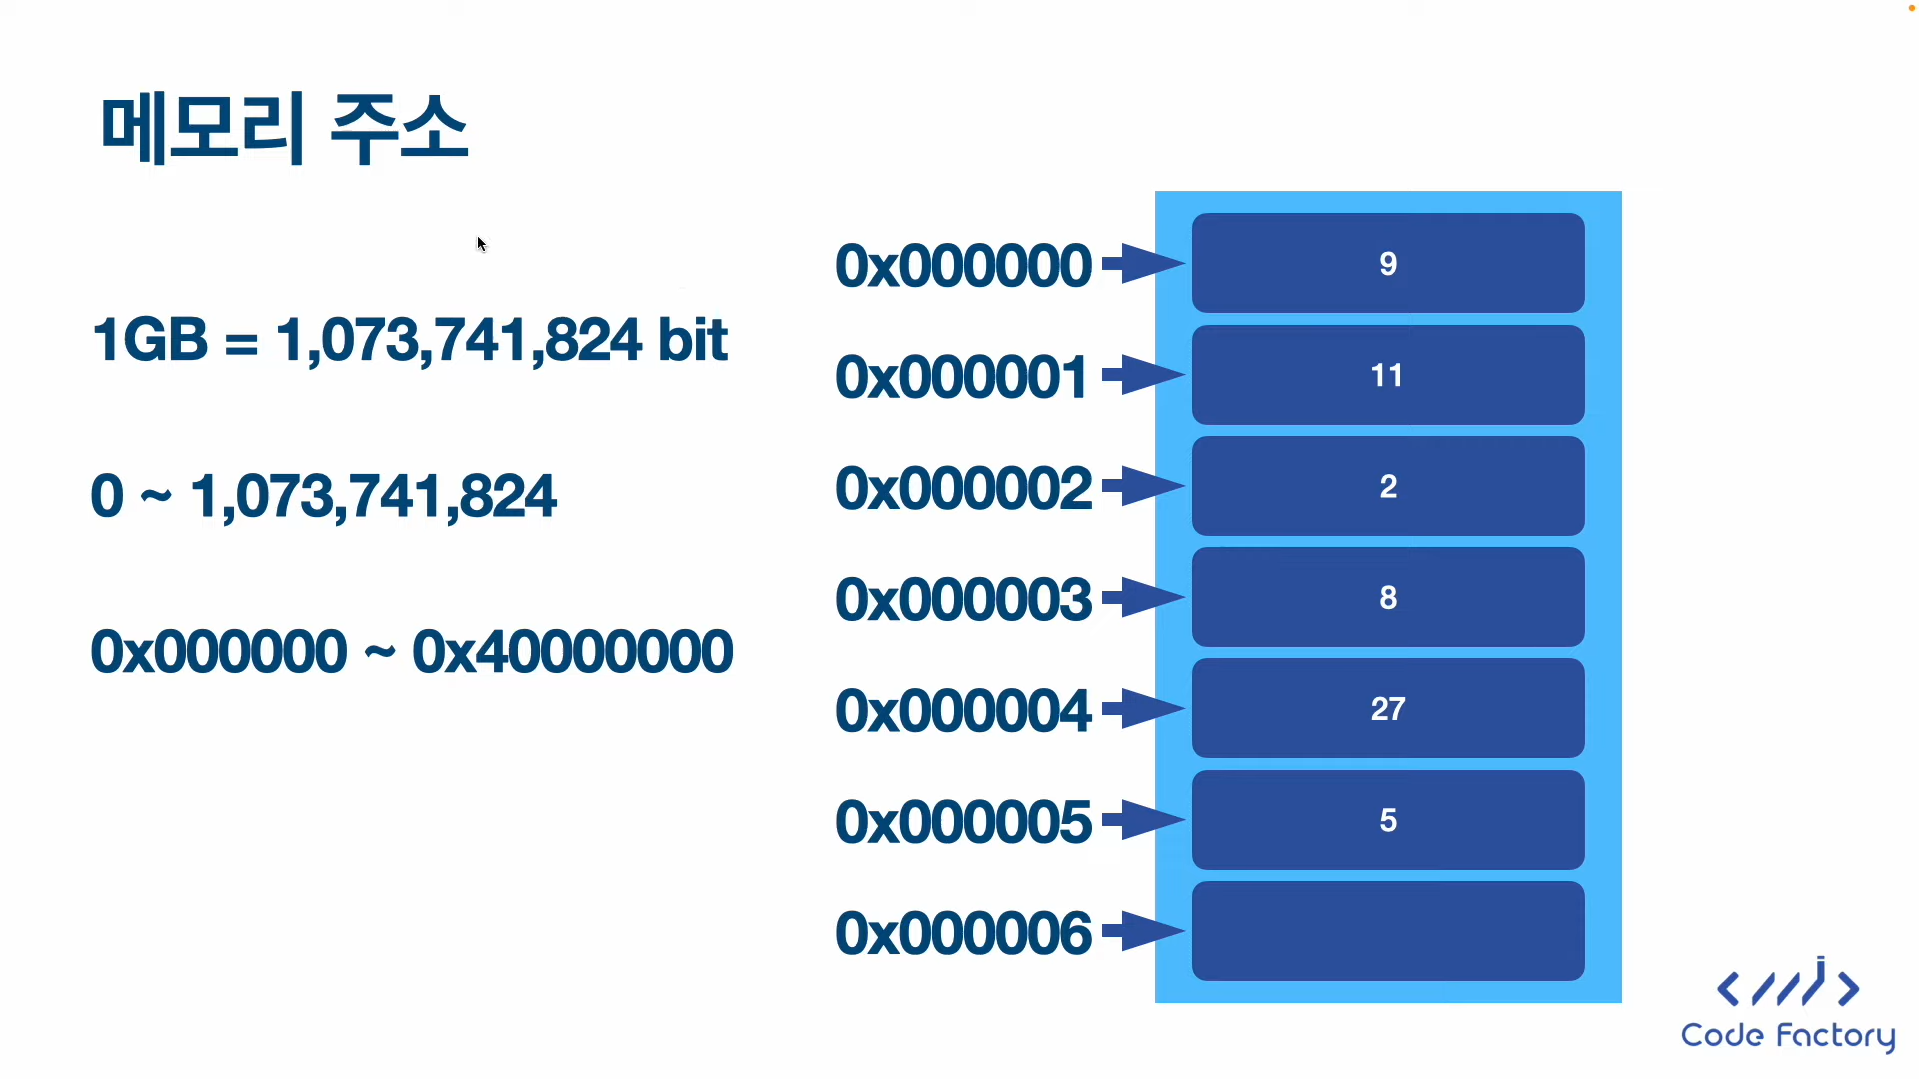 메모리 주소
1GB = 1,073,741,824 bit
0 ~ 1,073,741,824
0x000000 ~ 0x40000000
0x000000 9
0x000001 11
0x000002 2
0x000003 8
0x000004 27
0x000005 5
0x000006
Code Factory